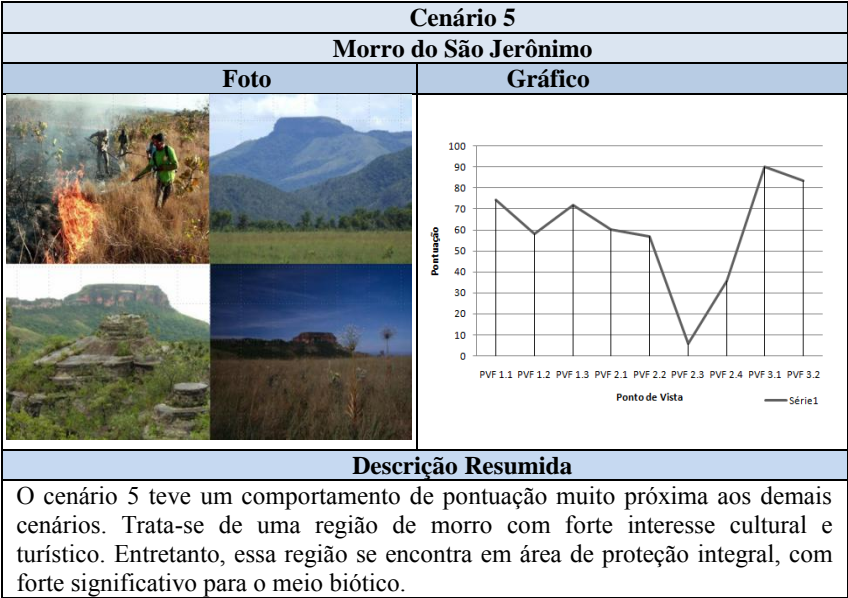 Cenário 5
Morro do São Jerônimo
Foto
Gráfico
100
90
80
70
60
50
40
30
20
10
0
Pontuação
PVF 1.1 PVF 1.2 PVF 1.3 PVF 2.1 PVF 2.2 PVF 2.3 PVF 2.4 PVF 3.1 PVF 3.2
Ponto de Vista
Série1
Descrição Resumida
O cenário 5 teve um comportamento de pontuação muito próxima aos demais
cenários. Trata-se de uma região de morro com forte interesse cultural e
turístico. Entretanto, essa região se encontra em área de proteção integral, com
forte significativo para o meio biótico.